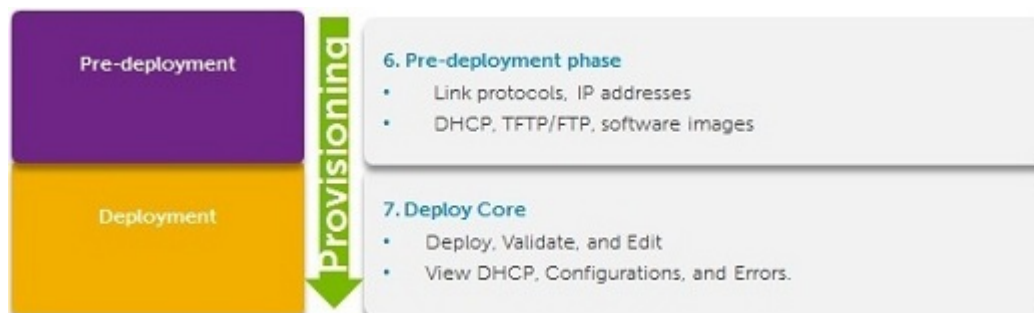 Pre-deployment
Provisioning
6. Pre-deployment phase
• Link protocols, IP addresses
• DHCP, TFTP/FTP, software images
Deployment
7. Deploy Core
• Deploy, Validate, and Edit
• View DHCP, Configurations, and Errors.